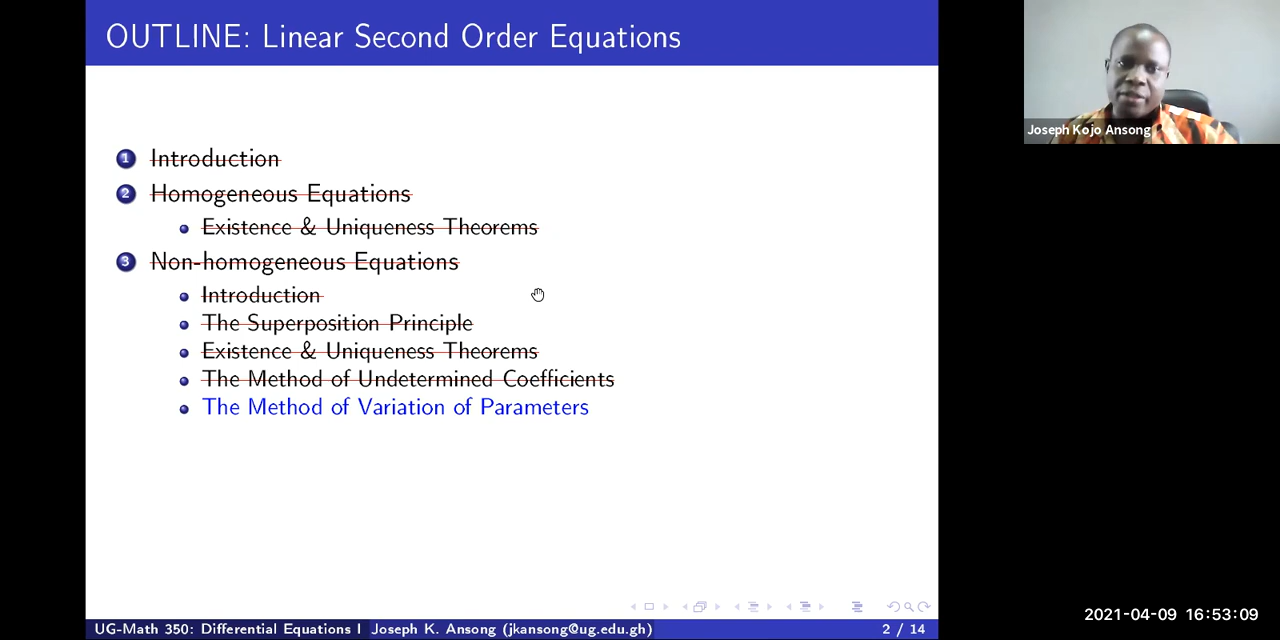 OUTLINE: Linear Second Order Equations
Joseph Kojo Ansong
1 Introduction
2 Homogeneous Equations
Existence & Uniqueness Theorems
3 Non-homogeneous Equations
Introduction
The Superposition Principle
Existence & Uniqueness Theorems
The Method of Undetermined Coefficients
The Method of Variation of Parameters
UG-Math 350: Differential Equations I Joseph K. Ansong (jkansong@ug.edu.gh) 2 / 14
2021-04-09 16:53:09